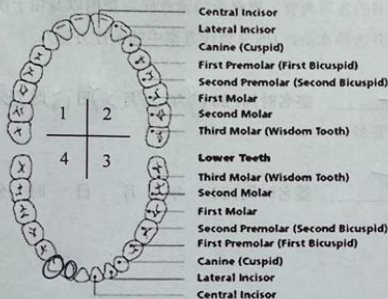 Central Incisor
Lateral Incisor
Canine (Cuspid)
First Premolar (First Bicuspid)
Second Premolar (Second Bicuspid)
First Molar
Second Molar
Third Molar (Wisdom Tooth)
1 2
4 3
Lower Teeth
Third Molar (Wisdom Tooth)
Second Molar
First Molar
Second Premolar (Second Bicuspid)
First Premolar (First Bicuspid)
Canine (Cuspid)
Lateral Incisor
Central Incisor